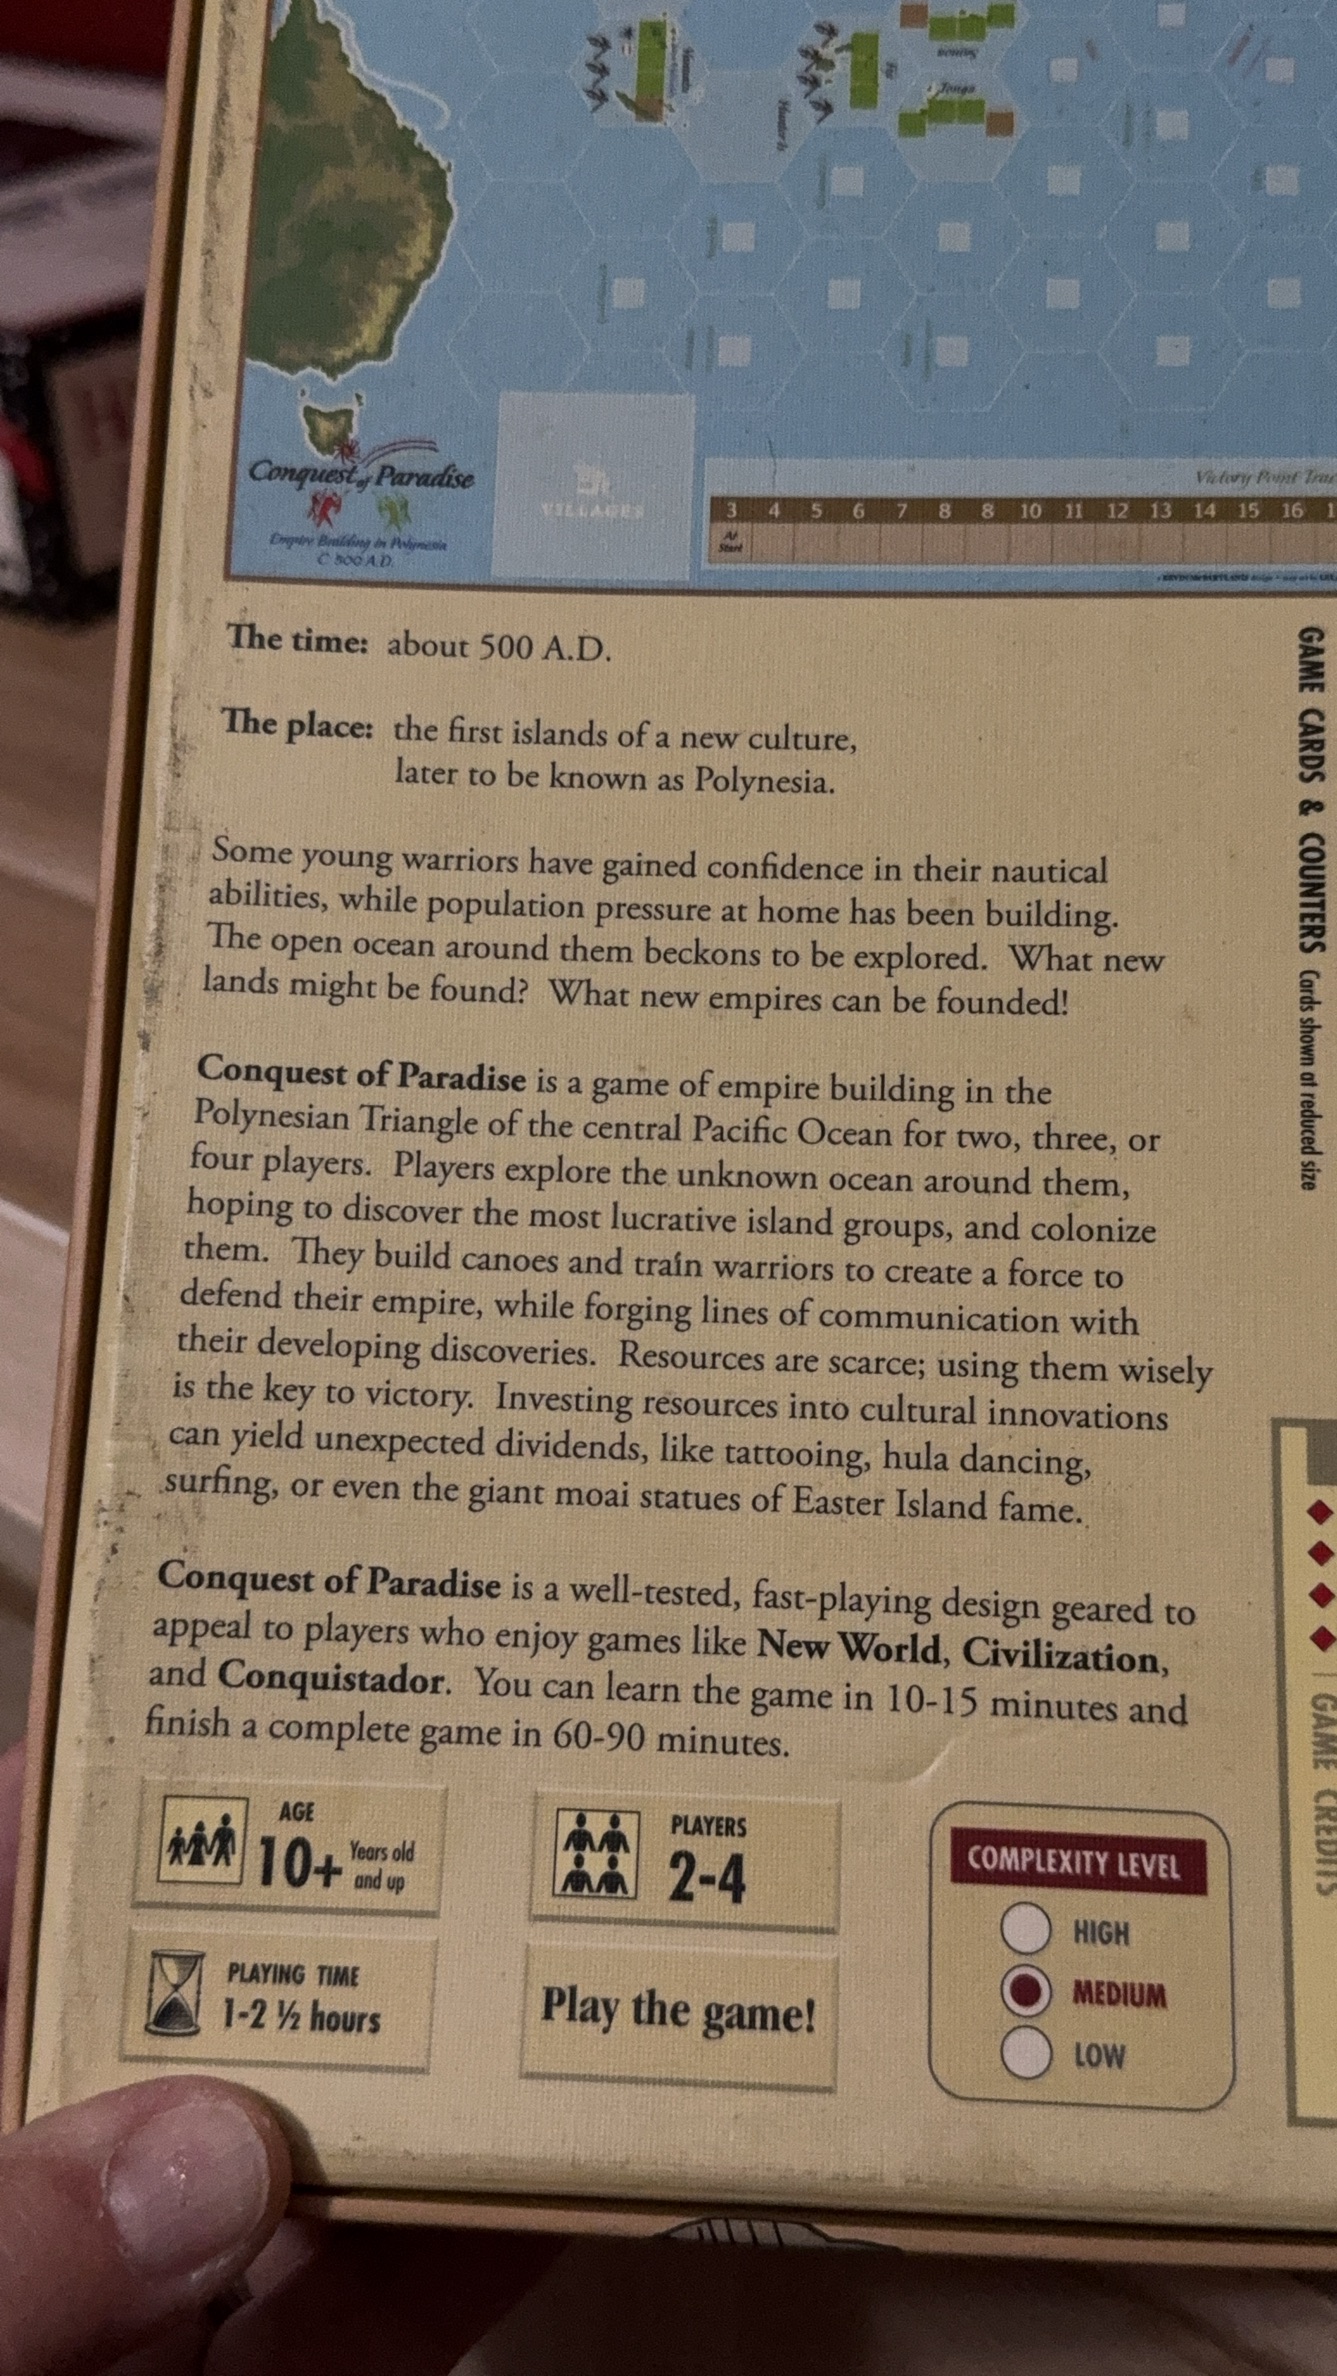 Tonga
Conquest of Paradise
Empire Building in Polynesia
C 500 A.D.
VILLAGES
Victory Point
3 4 5 6 7 8 8 10 11 12 13 14 15 16
At
Start
The time: about 500 A.D.
The place: the first islands of a new culture,
later to be known as Polynesia.
Some young warriors have gained confidence in their nautical
abilities, while population pressure at home has been building.
The open ocean around them beckons to be explored. What new
lands might be found? What new empires can be founded!
Conquest of Paradise is a game of empire building in the
Polynesian Triangle of the central Pacific Ocean for two, three, or
four players. Players explore the unknown ocean around them,
hoping to discover the most lucrative island groups, and colonize
them. They build canoes and train warriors to create a force to
defend their empire, while forging lines of communication with
their developing discoveries. Resources are scarce; using them wisely
is the key to victory. Investing resources into cultural innovations
can yield unexpected dividends, like tattooing, hula dancing,
surfing, or even the giant moai statues of Easter Island fame.
Conquest of Paradise is a well-tested, fast-playing design geared to
appeal to players who enjoy games like New World, Civilization,
and Conquistador. You can learn the game in 10-15 minutes and
finish a complete game in 60-90 minutes.
AGE
10+ Years old
and up
PLAYERS
2-4
PLAYING TIME
1-2 ½ hours
Play the game!
COMPLEXITY LEVEL
HIGH
MEDIUM
LOW
GAME CARDS & COUNTERS Cards shown at reduced size
GAME CREDITS